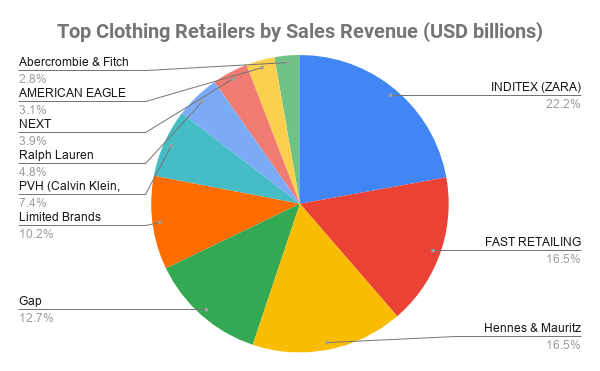 Top Clothing Retailers by Sales Revenue (USD billions)
Abercrombie & Fitch
2.8%
AMERICAN EAGLE
3.1%
NEXT
3.9%
Ralph Lauren
4.8%
PVH (Calvin Klein,
7.4%
Limited Brands
10.2%
Gap
12.7%
INDITEX (ZARA)
22.2%
FAST RETAILING
16.5%
Hennes & Mauritz
16.5%